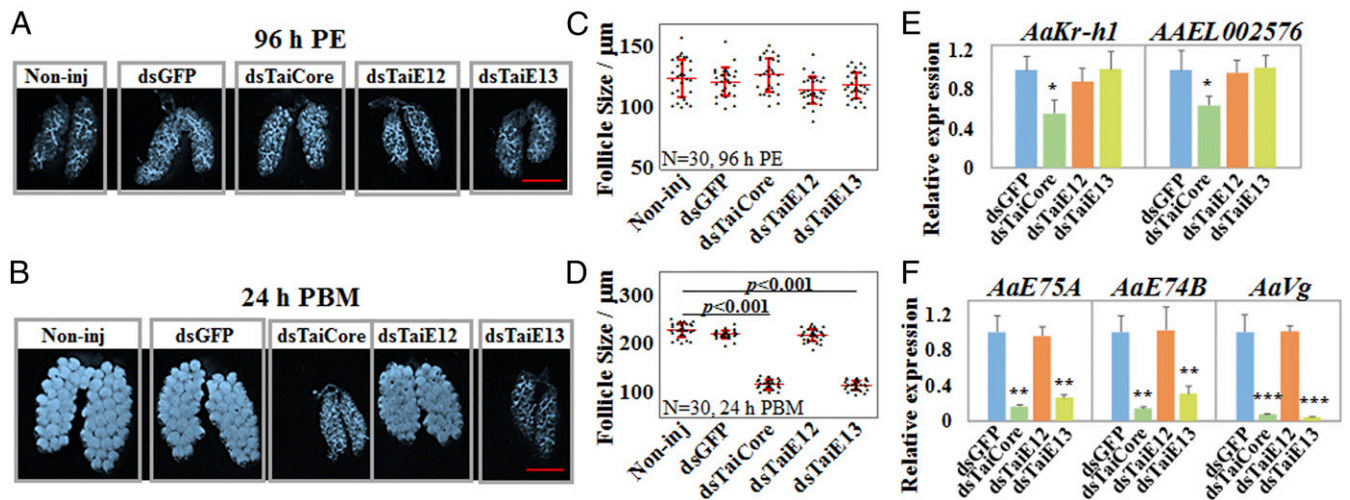 A
96 h PE
Non-inj dsGFP dsTaiCore dsTaiE12 dsTaiE13
B
24 h PBM
Non-inj dsGFP dsTaiCore dsTaiE12 dsTaiE13
C
Follicle Size / μm
150
100
50
N=30, 96 h PE
Non-inj dsGFP dsTaiCore dsTaiE12 dsTaiE13
D
Follicle Size / μm
300
200
100
p<0.001
p<0.001
N=30, 24 h PBM
Non-inj dsGFP dsTaiCore dsTaiE12 dsTaiE13
E
AaKr-h1 AAEL002576
Relative expression
1.2
0.8
0.4
0
* *
dsGFP dsTaiCore dsTaiE12 dsTaiE13 dsGFP dsTaiCore dsTaiE12 dsTaiE13
F
AaE75A AaE74B AaVg
Relative expression
1.2
0.8
0.4
0
** ** ** ** *** ***
dsGFP dsTaiCore dsTaiE12 dsTaiE13 dsGFP dsTaiCore dsTaiE12 dsTaiE13 dsGFP dsTaiCore dsTaiE12 dsTaiE13